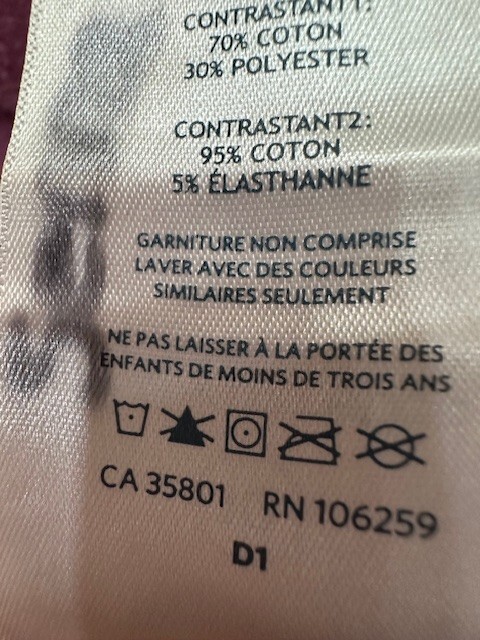 CONTRASTANT1:
70% COTON
30% POLYESTER
CONTRASTANT2:
95% COTON
5% ÉLASTHANNE
GARNITURE NON COMPRISE
LAVER AVEC DES COULEURS
SIMILAIRES SEULEMENT
NE PAS LAISSER À LA PORTÉE DES
ENFANTS DE MOINS DE TROIS ANS
CA 35801 RN 106259
D1